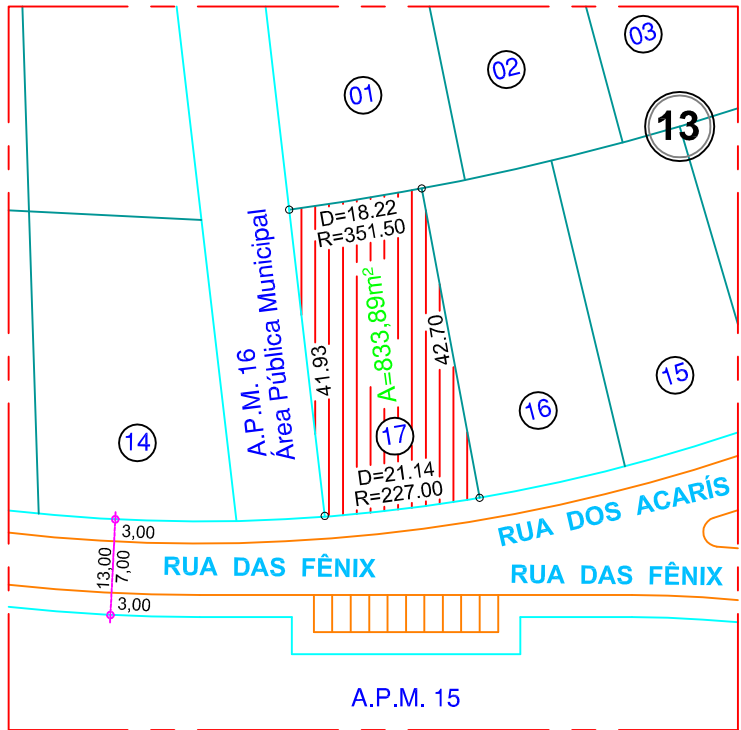 03
02
01
13
D=18.22
R=351.50
A.P.M. 16
Área Pública Municipal
A=833,89m²
41.93
42.70
15
16
14
17
D=21.14
R=227.00
RUA DOS ACARÍS
3,00
13,00
7,00
RUA DAS FÊNIX
RUA DAS FÊNIX
3,00
A.P.M. 15